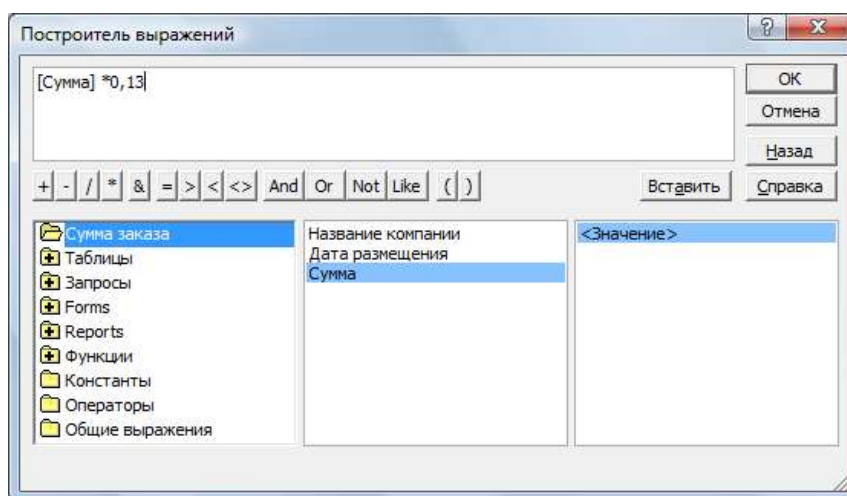 Построитель выражений
[Сумма] *0,13
OK
Отмена
Назад
+ - / * & = > < <> And Or Not Like ( ) Вставить Справка
Сумма заказа
Таблицы
Запросы
Forms
Reports
Функции
Константы
Операторы
Общие выражения
Название компании
Дата размещения
Сумма
<Значение>